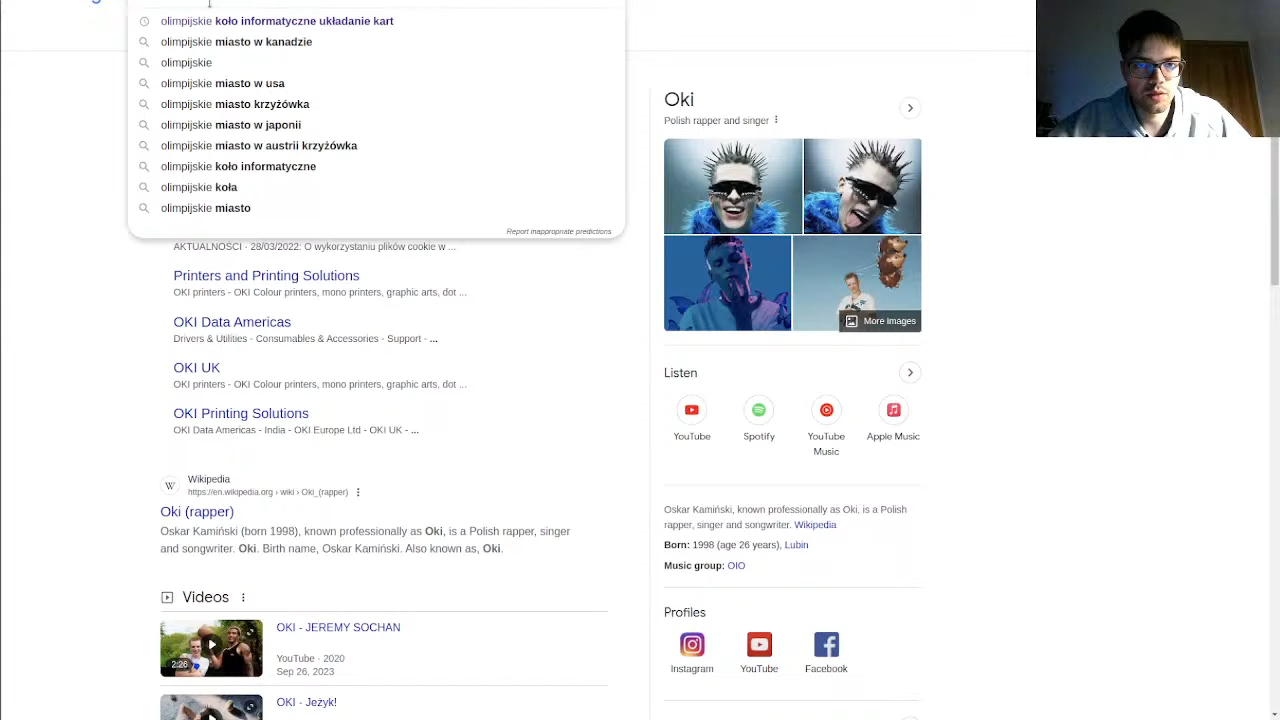 olimpijskie koło informatyczne układanie kart
olimpijskie miasto w kanadzie
olimpijskie
olimpijskie miasto w usa
olimpijskie miasto krzyżówka
olimpijskie miasto w japonii
olimpijskie miasto w austrii krzyżówka
olimpijskie koło informatyczne
olimpijskie koła
olimpijskie miasto
Report inappropriate predictions
AKTUALNOŚCI · 28/03/2022: O wykorzystaniu plików cookie w ...
Printers and Printing Solutions
OKI printers - OKI Colour printers, mono printers, graphic arts, dot ...
OKI Data Americas
Drivers & Utilities - Consumables & Accessories - Support - ...
OKI UK
OKI printers - OKI Colour printers, mono printers, graphic arts, dot ...
OKI Printing Solutions
OKI Data Americas - India - OKI Europe Ltd - OKI UK - ...
W
Wikipedia
https://en.wikipedia.org › wiki › Oki_(rapper)
Oki (rapper)
Oskar Kamiński (born 1998), known professionally as Oki, is a Polish rapper, singer
and songwriter. Oki. Birth name, Oskar Kamiński. Also known as, Oki.
Videos
2:26
OKI - JEREMY SOCHAN
YouTube · 2020
Sep 26, 2023
OKI - Jeżyk!
Oki
Polish rapper and singer
More images
Listen
YouTube
Spotify
YouTube
Music
Apple Music
Oskar Kamiński, known professionally as Oki, is a Polish
rapper, singer and songwriter. Wikipedia
Born: 1998 (age 26 years), Lubin
Music group: OIO
Profiles
Instagram
YouTube
Facebook